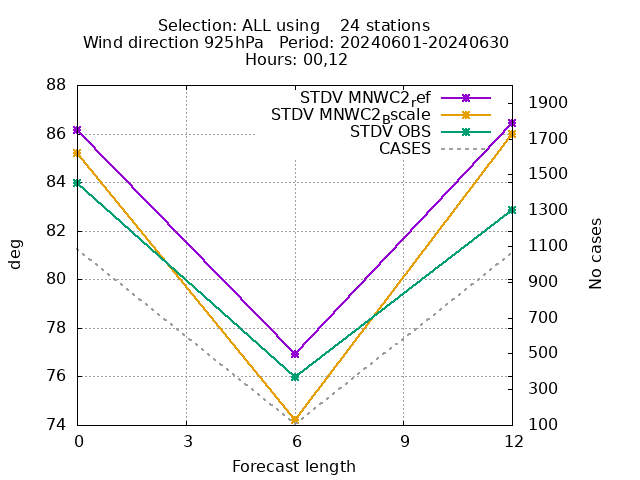 Selection: ALL using    24 stations
Wind direction 925hPa   Period: 20240601-20240630
Hours: 00,12
STDV MNWC2ref
STDV MNWC2Bscale
STDV OBS
CASES
88
86
84
82
80
78
76
74
deg
1900
1700
1500
1300
1100
900
700
500
300
100
No cases
0 3 6 9 12
Forecast length